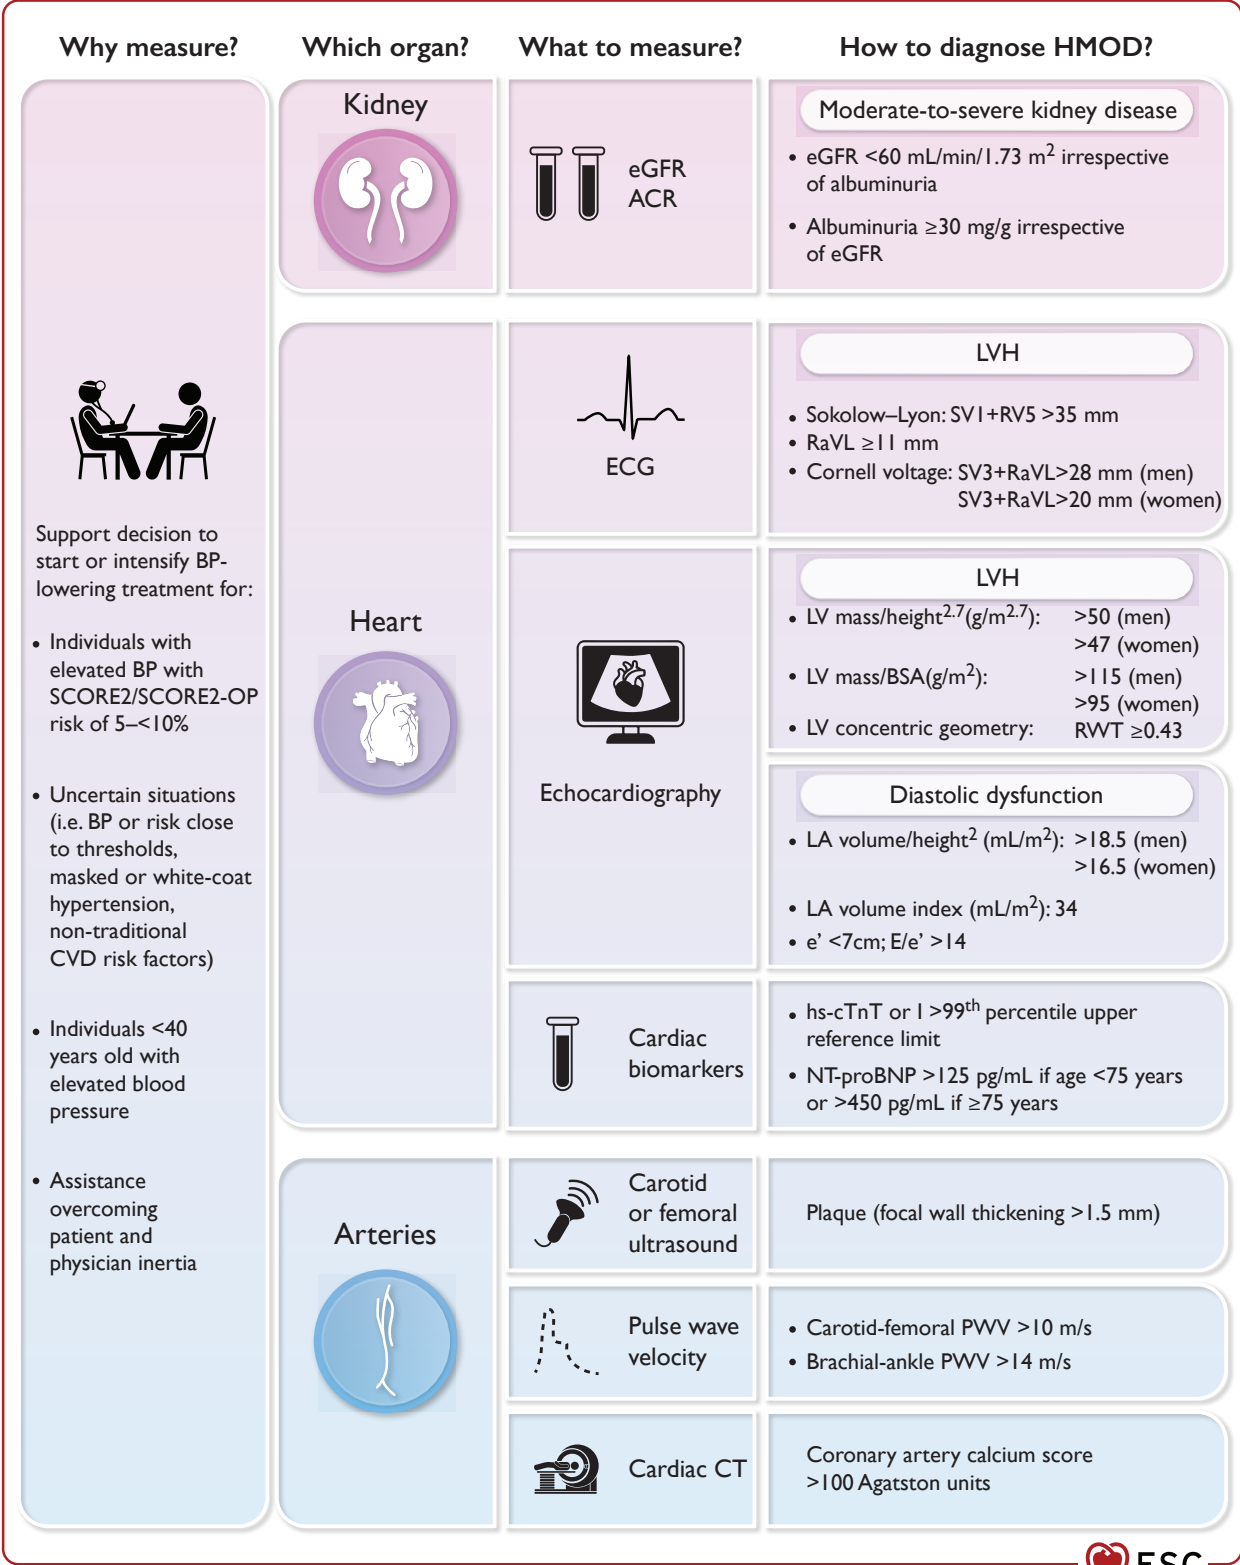 Why measure?
Which organ?
What to measure?
How to diagnose HMOD?
Support decision to
start or intensify BP-
lowering treatment for:
• Individuals with
elevated BP with
SCORE2/SCORE2-OP
risk of 5–<10%
• Uncertain situations
(i.e. BP or risk close
to thresholds,
masked or white-coat
hypertension,
non-traditional
CVD risk factors)
• Individuals <40
years old with
elevated blood
pressure
• Assistance
overcoming
patient and
physician inertia
Kidney
eGFR
ACR
Moderate-to-severe kidney disease
• eGFR <60 mL/min/1.73 m² irrespective
of albuminuria
• Albuminuria ≥30 mg/g irrespective
of eGFR
Heart
ECG
LVH
• Sokolow–Lyon: SV1+RV5 >35 mm
• RaVL ≥11 mm
• Cornell voltage: SV3+RaVL>28 mm (men)
SV3+RaVL>20 mm (women)
Echocardiography
LVH
• LV mass/height²·⁷(g/m²·⁷): >50 (men)
>47 (women)
• LV mass/BSA(g/m²): >115 (men)
>95 (women)
• LV concentric geometry: RWT ≥0.43
Diastolic dysfunction
• LA volume/height² (mL/m²): >18.5 (men)
>16.5 (women)
• LA volume index (mL/m²): 34
• e’ <7cm; E/e’ >14
Cardiac
biomarkers
• hs-cTnT or I >99th percentile upper
reference limit
• NT-proBNP >125 pg/mL if age <75 years
or >450 pg/mL if ≥75 years
Arteries
Carotid
or femoral
ultrasound
Plaque (focal wall thickening >1.5 mm)
Pulse wave
velocity
• Carotid-femoral PWV >10 m/s
• Brachial-ankle PWV >14 m/s
Cardiac CT
Coronary artery calcium score
>100 Agatston units
ESC